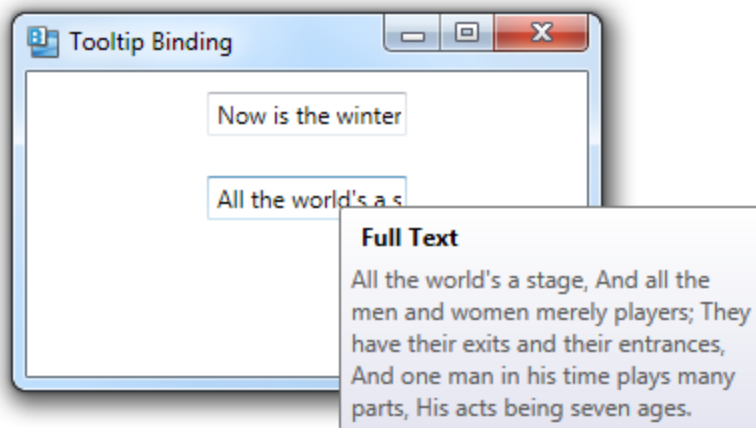 Tooltip Binding
Now is the winter
All the world's a s
Full Text
All the world's a stage, And all the
men and women merely players; They
have their exits and their entrances,
And one man in his time plays many
parts, His acts being seven ages.